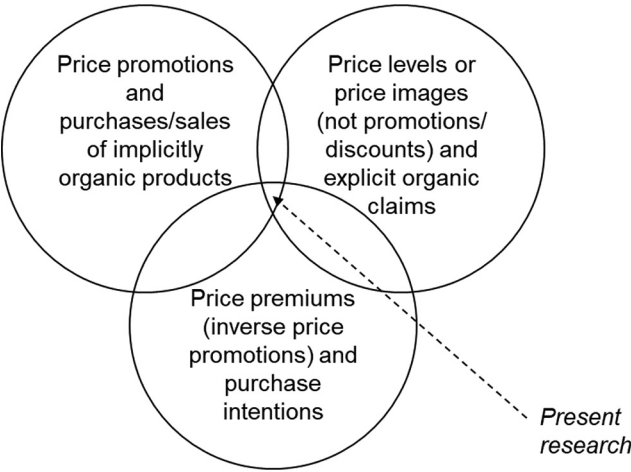 Price promotions
and
purchases/sales
of implicitly
organic products
Price levels or
price images
(not promotions/
discounts) and
explicit organic
claims
Price premiums
(inverse price
promotions) and
purchase
intentions
Present
research